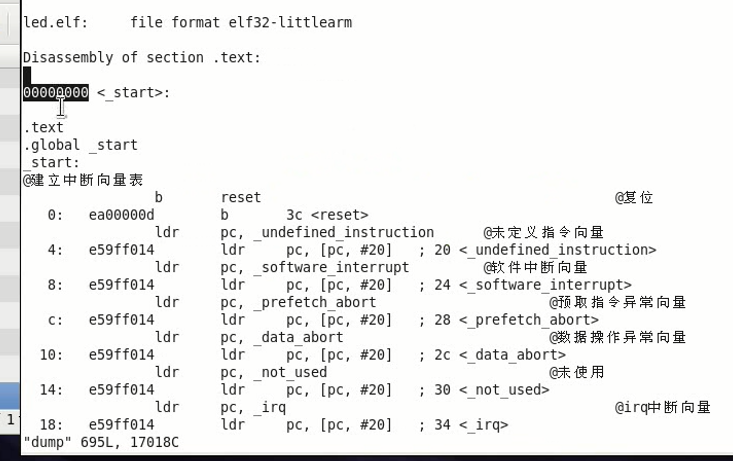 led.elf:     file format elf32-littlearm
Disassembly of section .text:
00000000 <_start>:
.text
.global _start
_start:
@建立中断向量表
b       reset                                           @复位
0:   ea00000d        b       3c <reset>
ldr     pc, _undefined_instruction      @未定义指令向量
4:   e59ff014        ldr     pc, [pc, #20]   ; 20 <_undefined_instruction>
ldr     pc, _software_interrupt         @软件中断向量
8:   e59ff014        ldr     pc, [pc, #20]   ; 24 <_software_interrupt>
ldr     pc, _prefetch_abort                     @预取指令异常向量
c:   e59ff014        ldr     pc, [pc, #20]   ; 28 <_prefetch_abort>
ldr     pc, _data_abort                         @数据操作异常向量
10:   e59ff014        ldr     pc, [pc, #20]   ; 2c <_data_abort>
ldr     pc, _not_used                           @未使用
14:   e59ff014        ldr     pc, [pc, #20]   ; 30 <_not_used>
ldr     pc, _irq                                        @irq中断向量
18:   e59ff014        ldr     pc, [pc, #20]   ; 34 <_irq>
"dump" 695L, 17018C